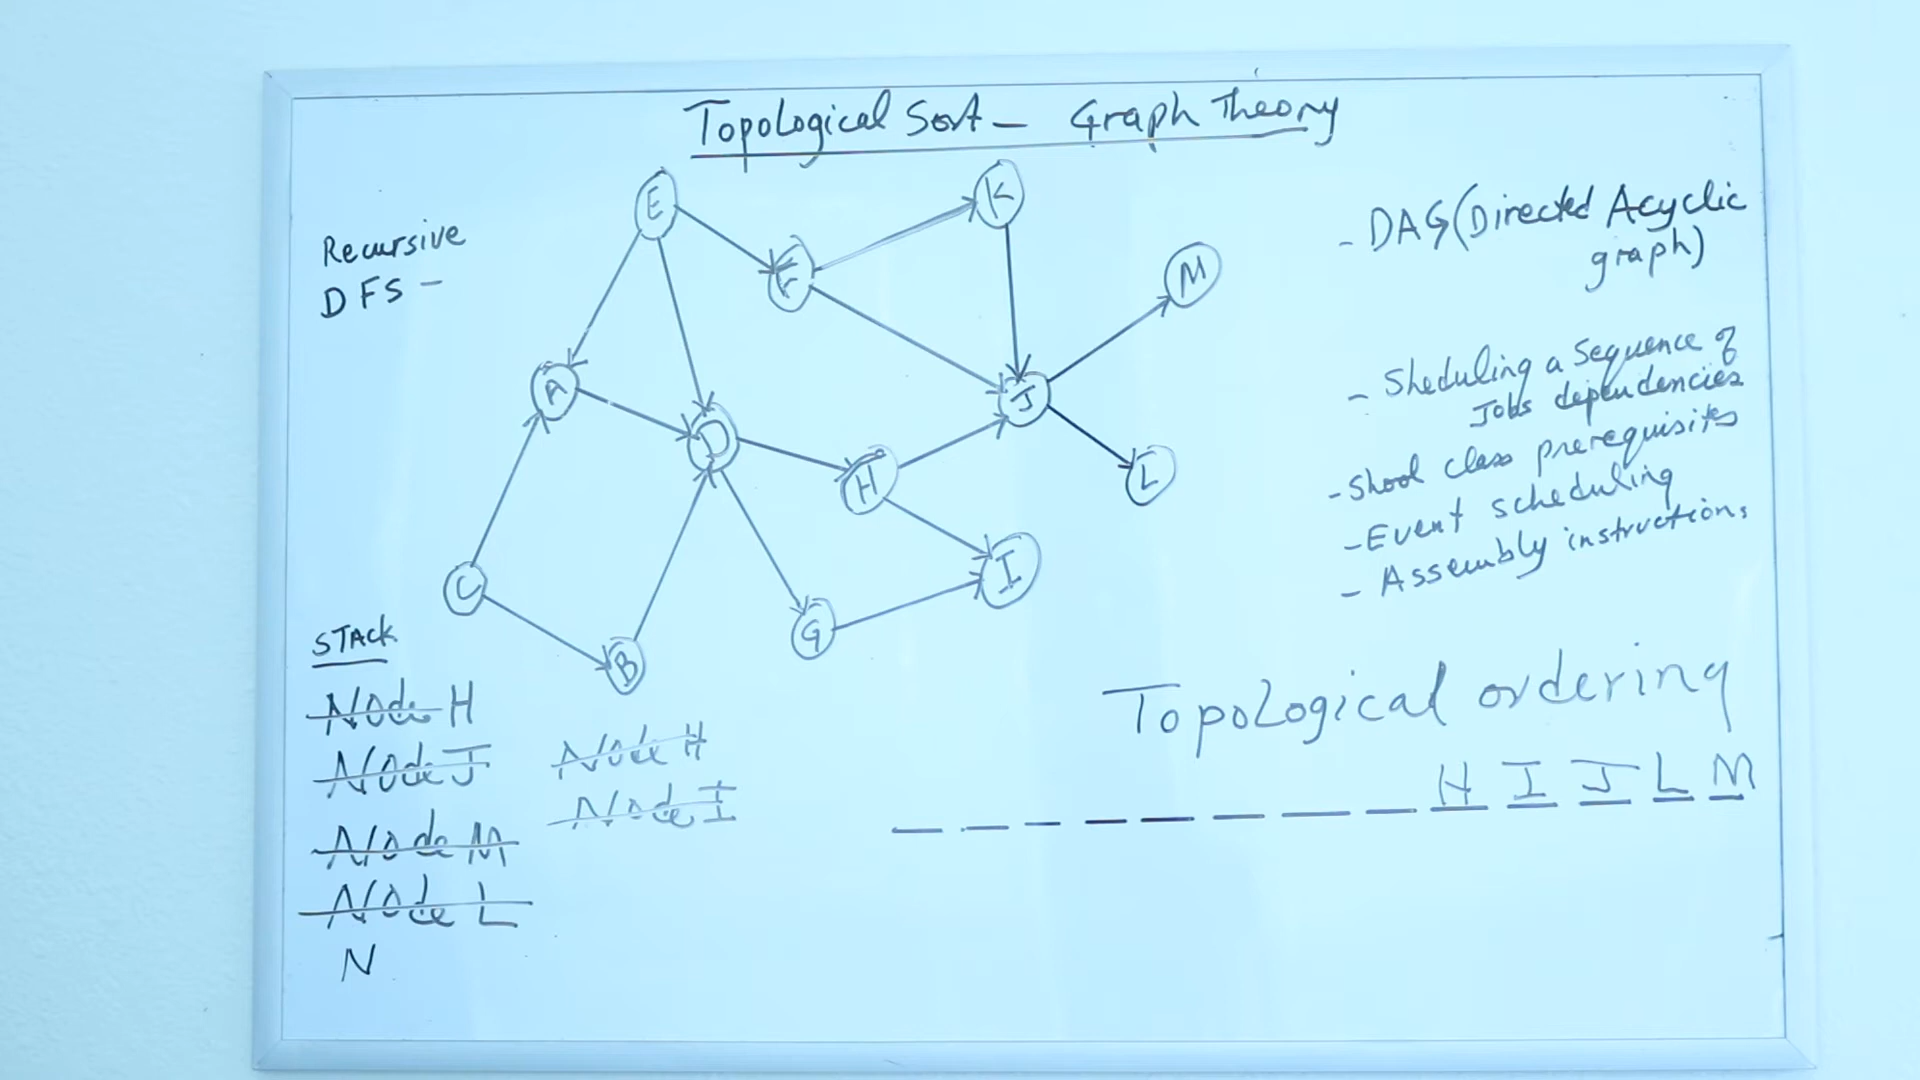 Topological Sort - Graph Theory
Recursive
DFS -
E
K
F
M
A
D
J
H
L
C
I
G
B
- DAG (Directed Acyclic
graph)
- Sheduling a sequence of
Jobs dependencies
- Shool class prerequisits
- Event scheduling
- Assembly instructions
STACK
Node H
Node J
Node M
Node L
N
Node H
Node I
Topological ordering
H I J L M